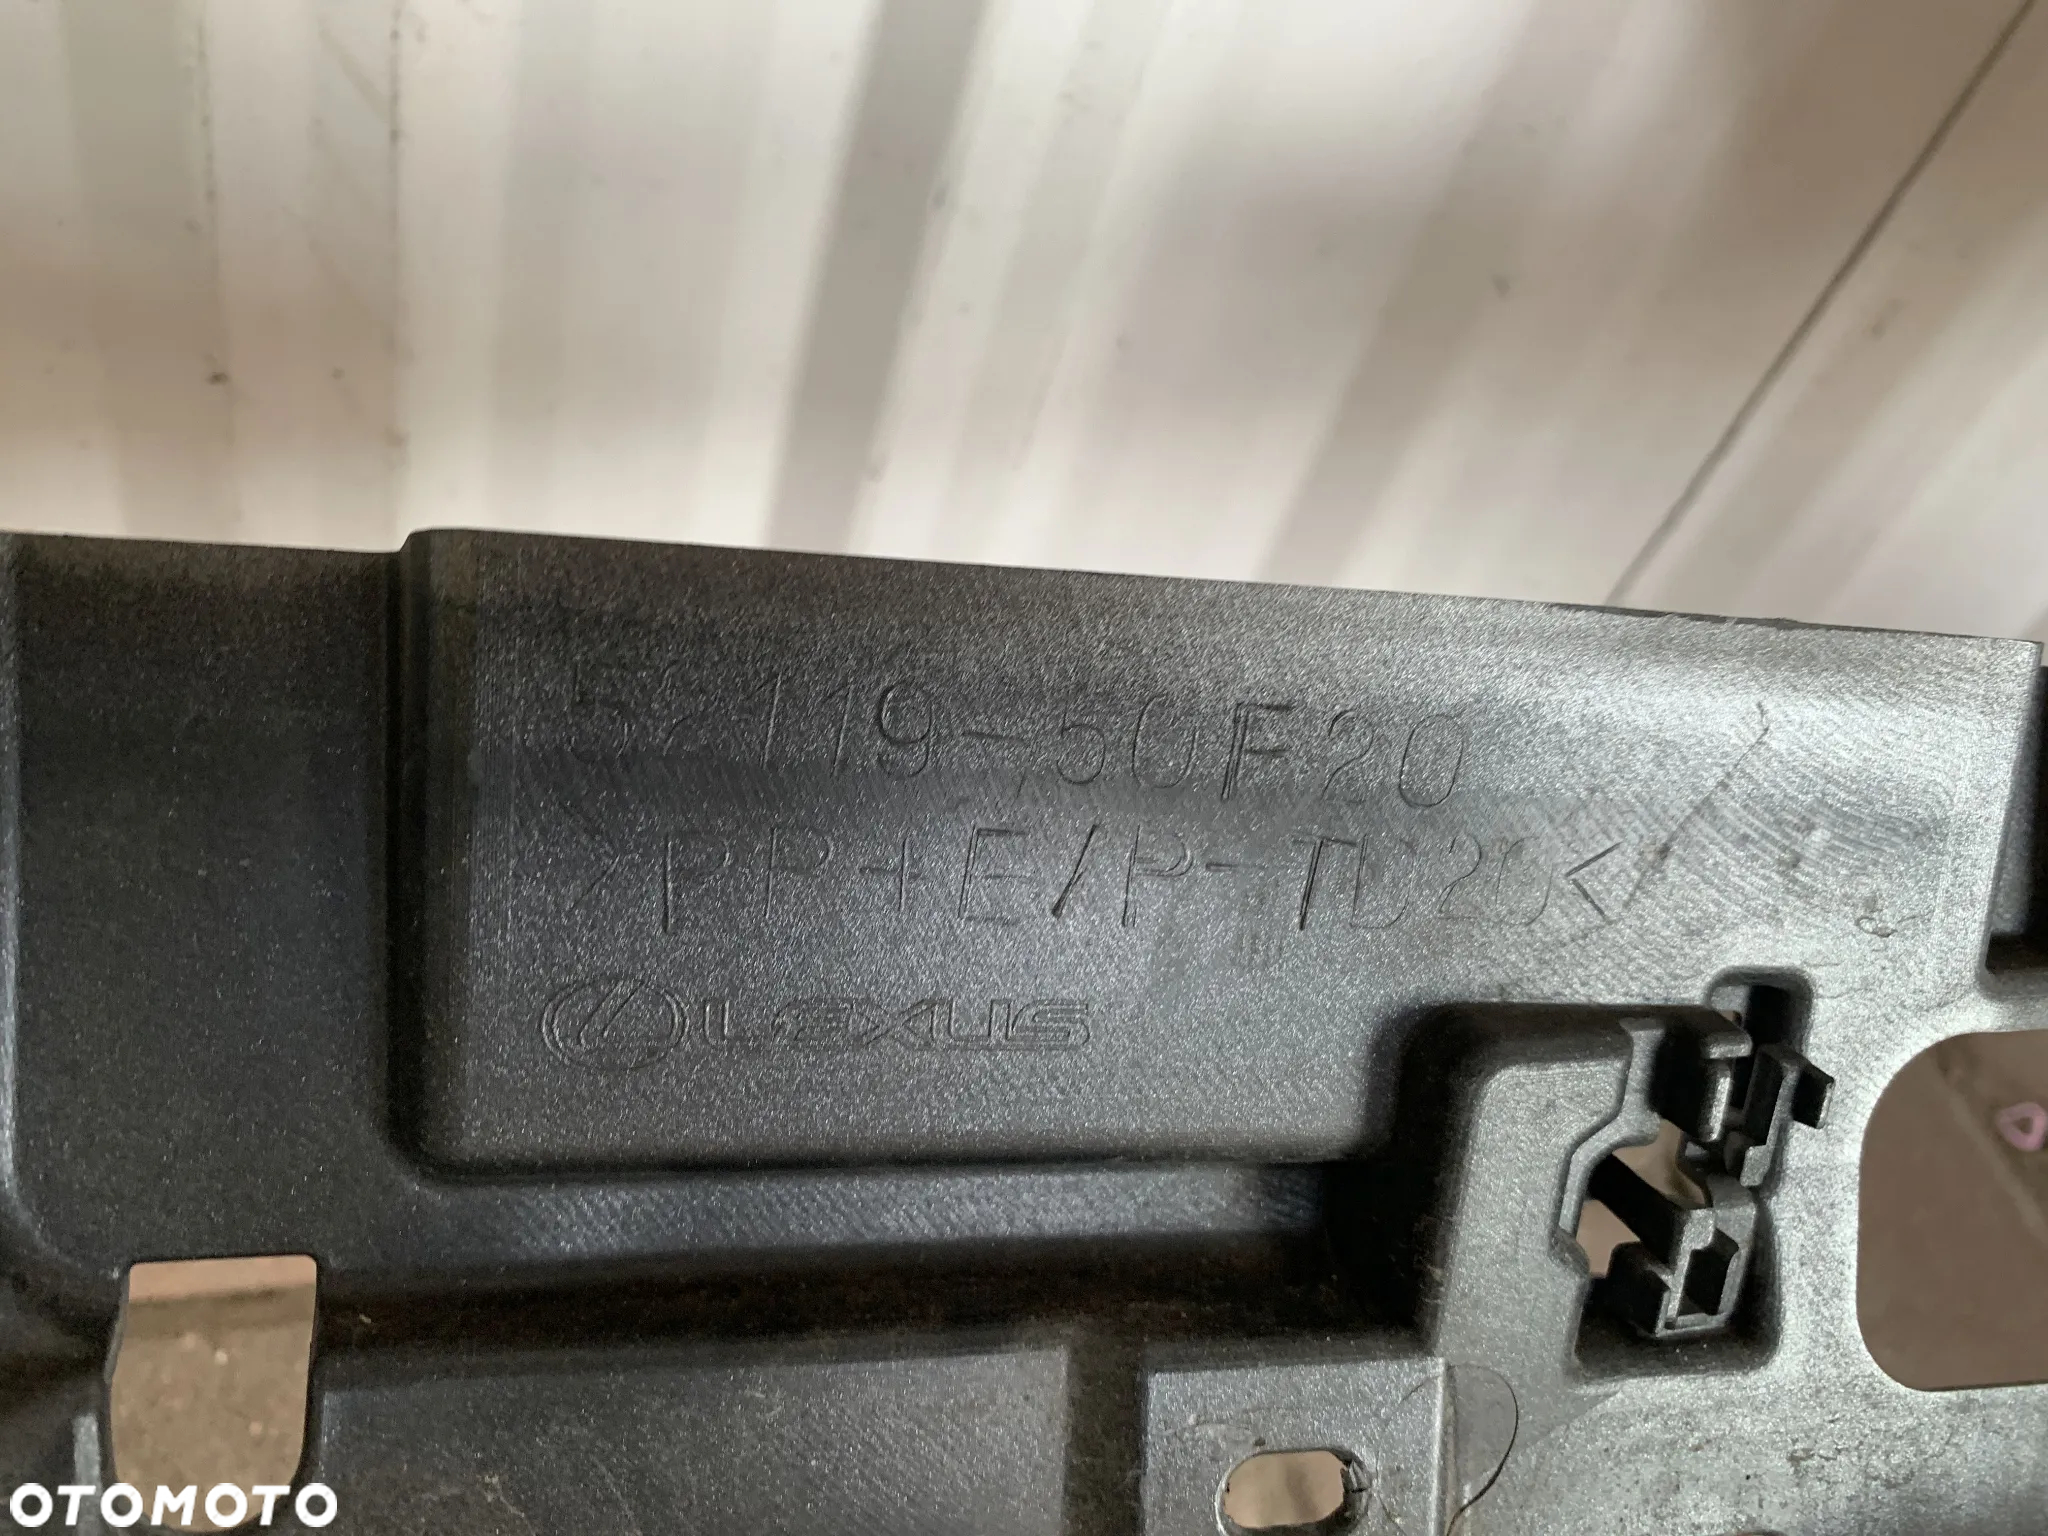 52119-50F20
>PP+E/P-TD20<
LEXUS
OTOMOTO